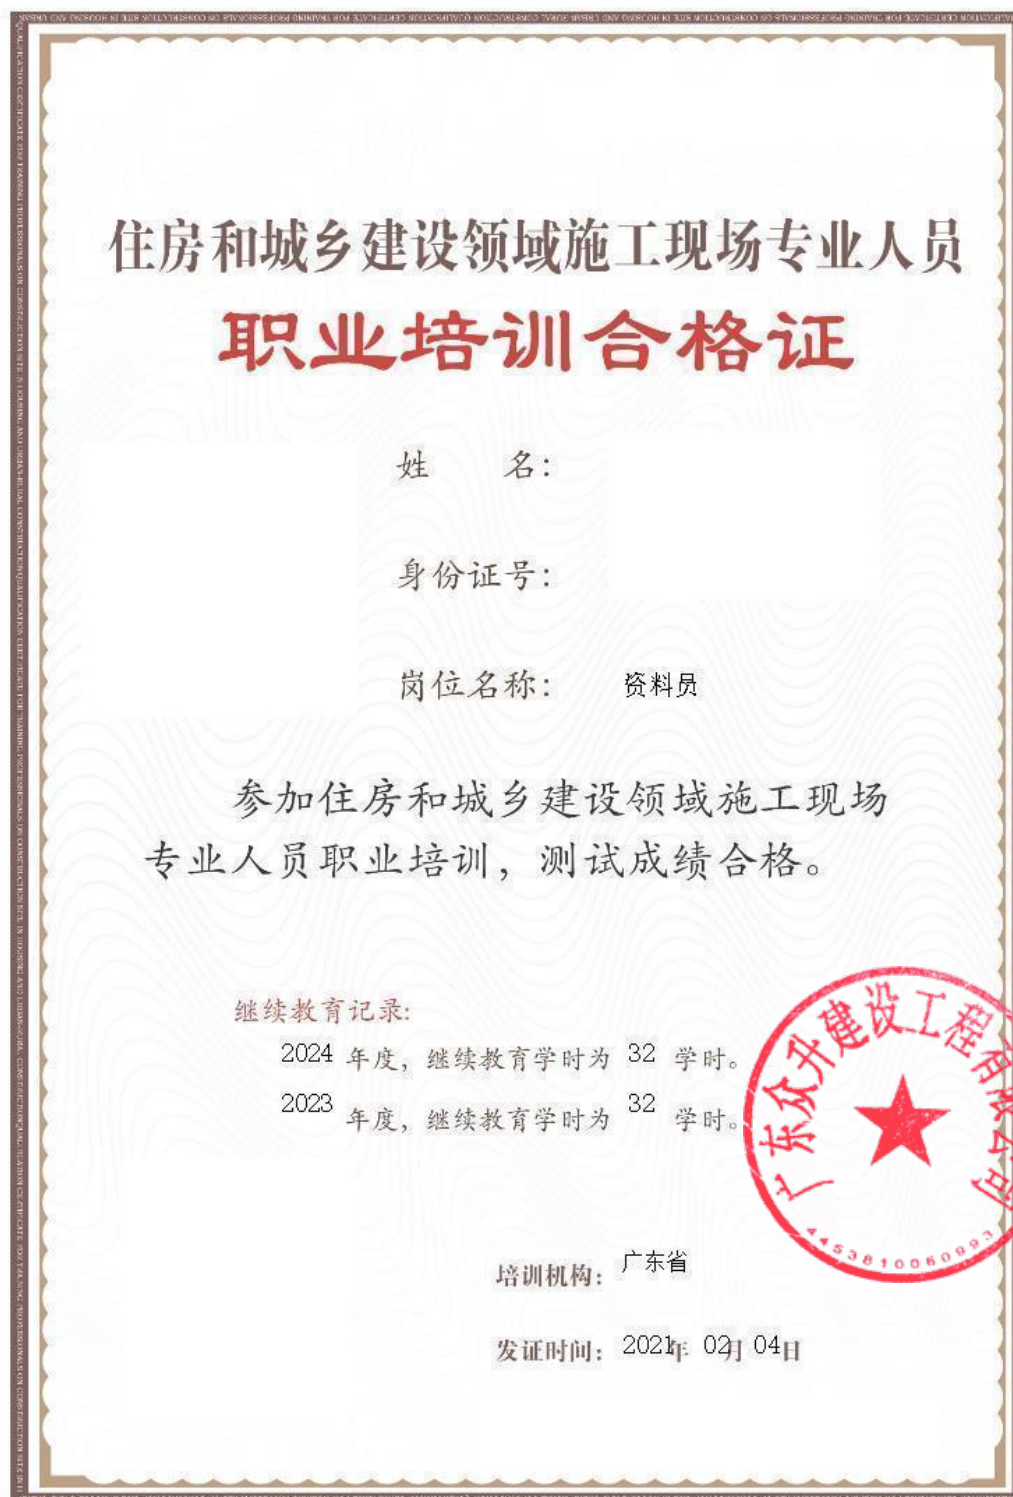 住房和城乡建设领域施工现场专业人员
职业培训合格证
姓 名：
身份证号：
岗位名称： 资料员
参加住房和城乡建设领域施工现场
专业人员职业培训，测试成绩合格。
继续教育记录:
2024 年度，继续教育学时为 32 学时。
2023 年度，继续教育学时为 32 学时。
广东众升建设工程有限公司
4453810060993
培训机构： 广东省
发证时间： 2021年 02月 04日